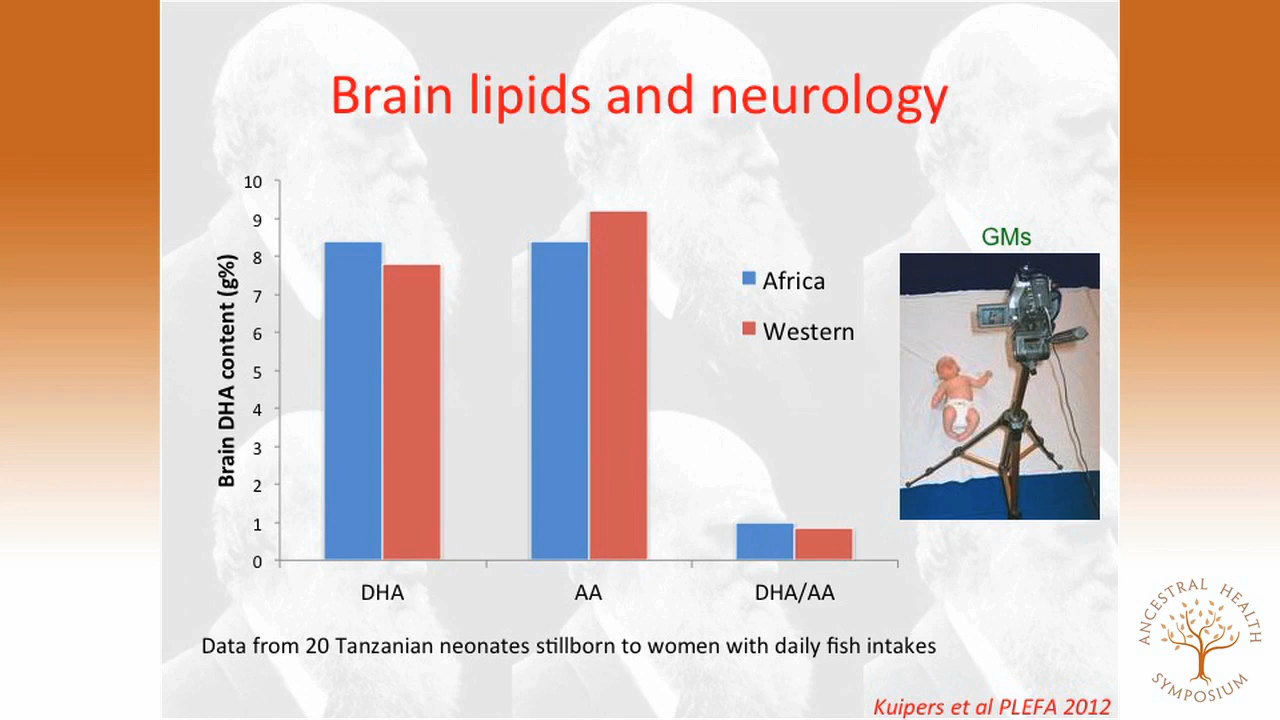 Brain lipids and neurology
Brain DHA content (g%)
10
9
8
7
6
5
4
3
2
1
0
DHA
AA
DHA/AA
Africa
Western
GMs
Data from 20 Tanzanian neonates stillborn to women with daily fish intakes
Kuipers et al PLEFA 2012
ANCESTRAL HEALTH
SYMPOSIUM